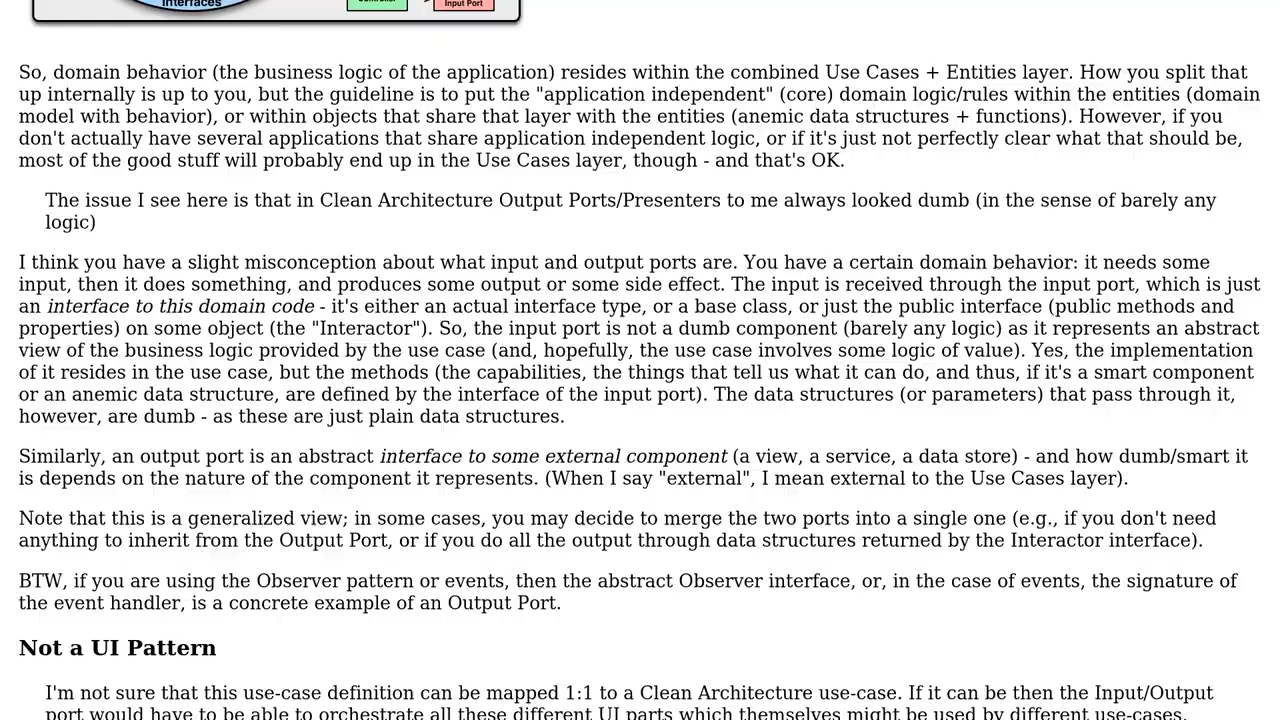 Interfaces
Controller
Input Port
So, domain behavior (the business logic of the application) resides within the combined Use Cases + Entities layer. How you split that
up internally is up to you, but the guideline is to put the "application independent" (core) domain logic/rules within the entities (domain
model with behavior), or within objects that share that layer with the entities (anemic data structures + functions). However, if you
don't actually have several applications that share application independent logic, or if it's just not perfectly clear what that should be,
most of the good stuff will probably end up in the Use Cases layer, though - and that's OK.
The issue I see here is that in Clean Architecture Output Ports/Presenters to me always looked dumb (in the sense of barely any
logic)
I think you have a slight misconception about what input and output ports are. You have a certain domain behavior: it needs some
input, then it does something, and produces some output or some side effect. The input is received through the input port, which is just
an interface to this domain code - it's either an actual interface type, or a base class, or just the public interface (public methods and
properties) on some object (the "Interactor"). So, the input port is not a dumb component (barely any logic) as it represents an abstract
view of the business logic provided by the use case (and, hopefully, the use case involves some logic of value). Yes, the implementation
of it resides in the use case, but the methods (the capabilities, the things that tell us what it can do, and thus, if it's a smart component
or an anemic data structure, are defined by the interface of the input port). The data structures (or parameters) that pass through it,
however, are dumb - as these are just plain data structures.
Similarly, an output port is an abstract interface to some external component (a view, a service, a data store) - and how dumb/smart it
is depends on the nature of the component it represents. (When I say "external", I mean external to the Use Cases layer).
Note that this is a generalized view; in some cases, you may decide to merge the two ports into a single one (e.g., if you don't need
anything to inherit from the Output Port, or if you do all the output through data structures returned by the Interactor interface).
BTW, if you are using the Observer pattern or events, then the abstract Observer interface, or, in the case of events, the signature of
the event handler, is a concrete example of an Output Port.
Not a UI Pattern
I'm not sure that this use-case definition can be mapped 1:1 to a Clean Architecture use-case. If it can be then the Input/Output
port would have to be able to orchestrate all these different UI parts which themselves might be used by different use-cases.